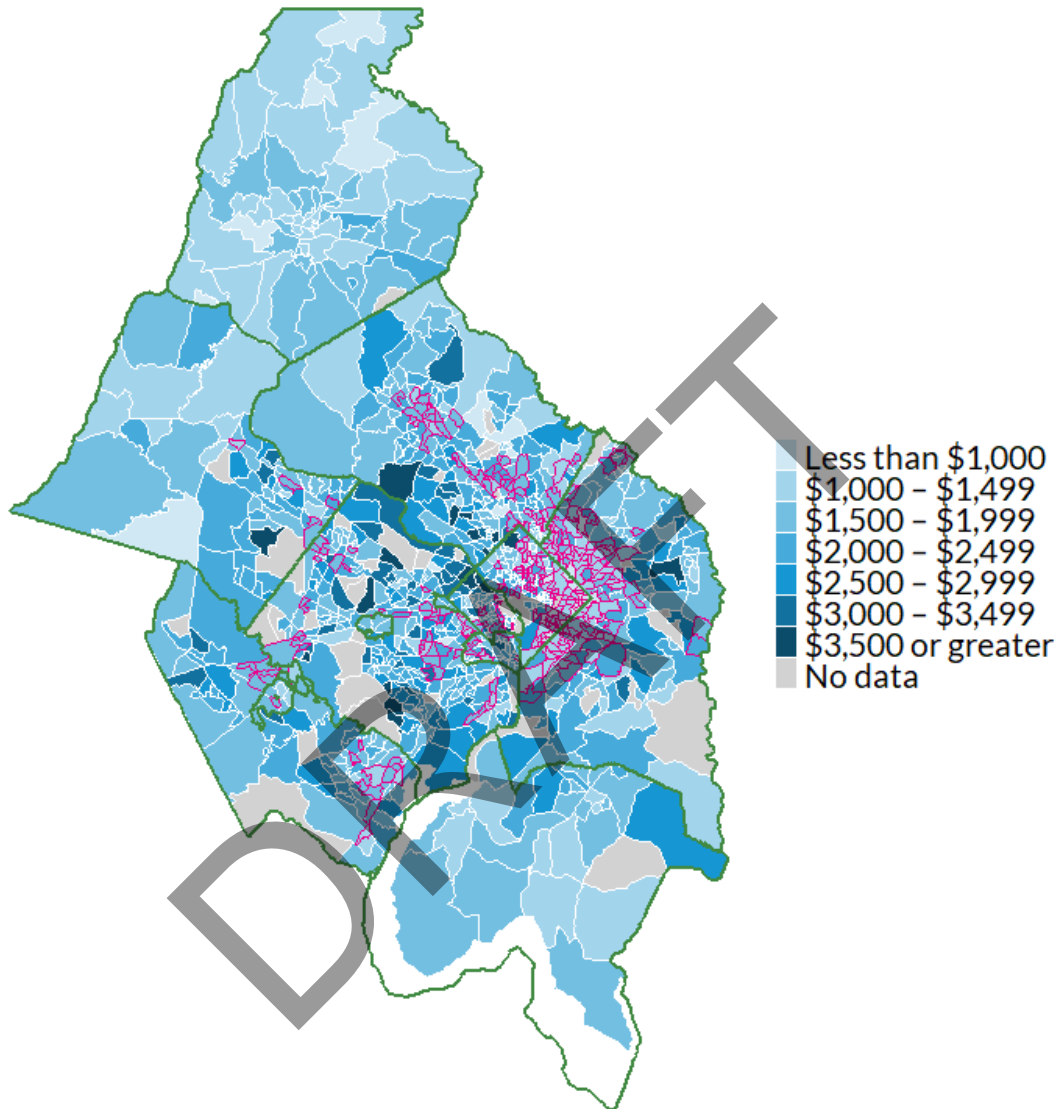 Less than $1,000
$1,000 – $1,499
$1,500 – $1,999
$2,000 – $2,499
$2,500 – $2,999
$3,000 – $3,499
$3,500 or greater
No data
DRAFT